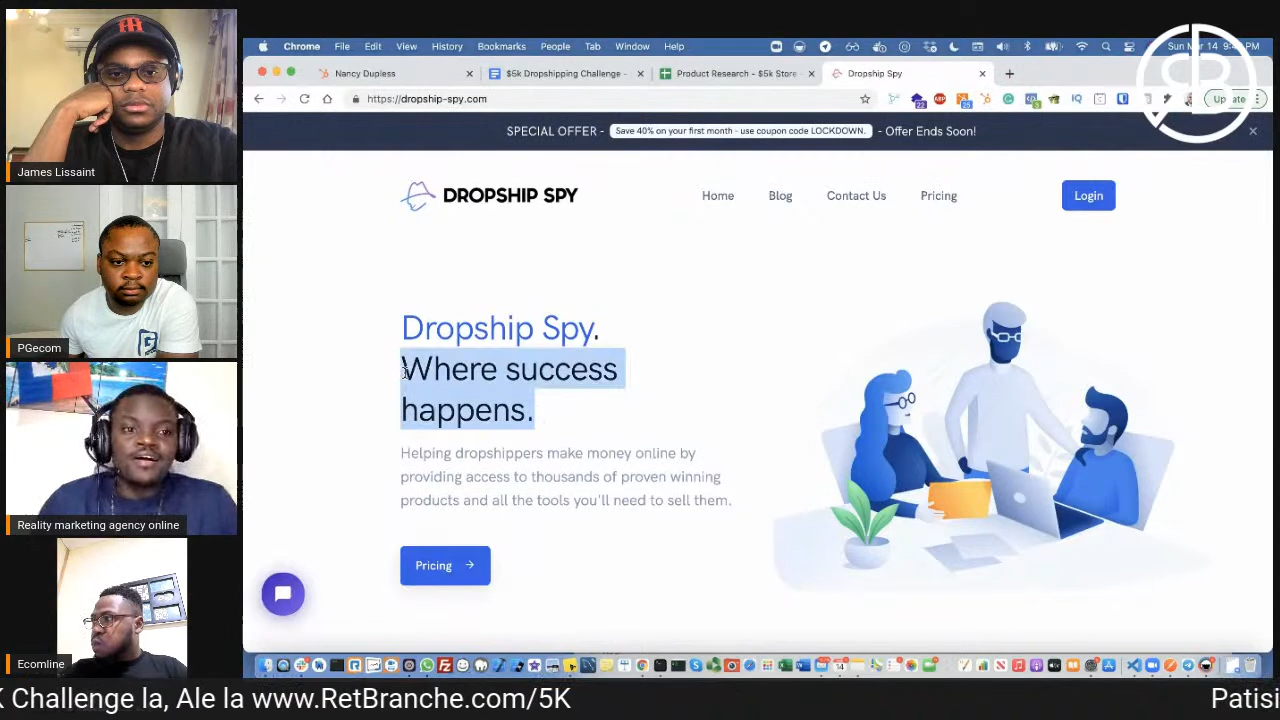 James Lissaint
PGecom
Reality marketing agency online
Ecomline
Chrome File Edit View History Bookmarks People Tab Window Help
Nancy Dupless
$5k Dropshipping Challenge -
Product Research - $5k Store
Dropship Spy
https://dropship-spy.com
SPECIAL OFFER - Save 40% on your first month - use coupon code LOCKDOWN. - Offer Ends Soon!
DROPSHIP SPY
Home Blog Contact Us Pricing
Login
Dropship Spy.
Where success
happens.
Helping dropshippers make money online by
providing access to thousands of proven winning
products and all the tools you'll need to sell them.
Pricing
K Challenge la, Ale la www.RetBranche.com/5K
Patisi